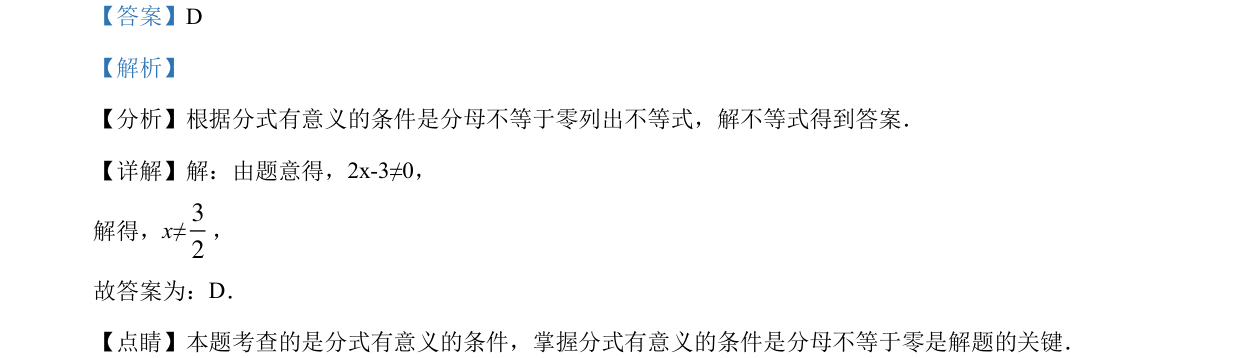 【答案】D
【解析】
【分析】根据分式有意义的条件是分母不等于零列出不等式，解不等式得到答案．
【详解】解：由题意得，2x-3≠0，
解得，x≠3/2，
故答案为：D．
【点睛】本题考查的是分式有意义的条件，掌握分式有意义的条件是分母不等于零是解题的关键．